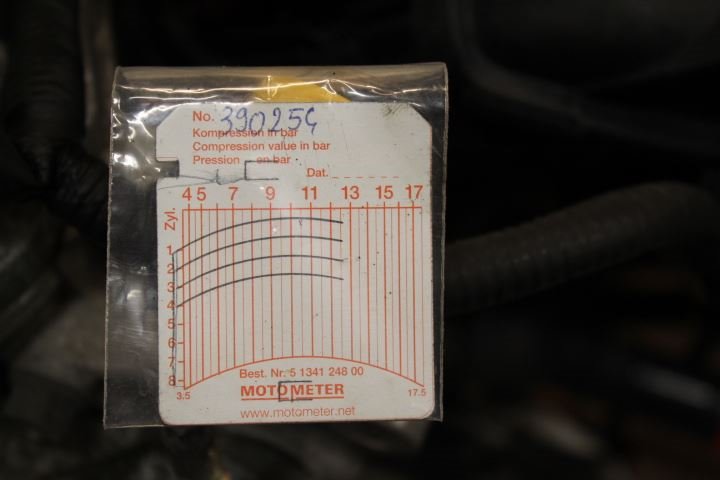 No. 390254
Kompression in bar
Compression value in bar
Pression en bar
Dat.
4 5 7 9 11 13 15 17
Zyl.
1
2
3
4
5
6
7
8
3.5 17.5
Best. Nr. 5 1341 248 00
MOTOMETER
www.motometer.net